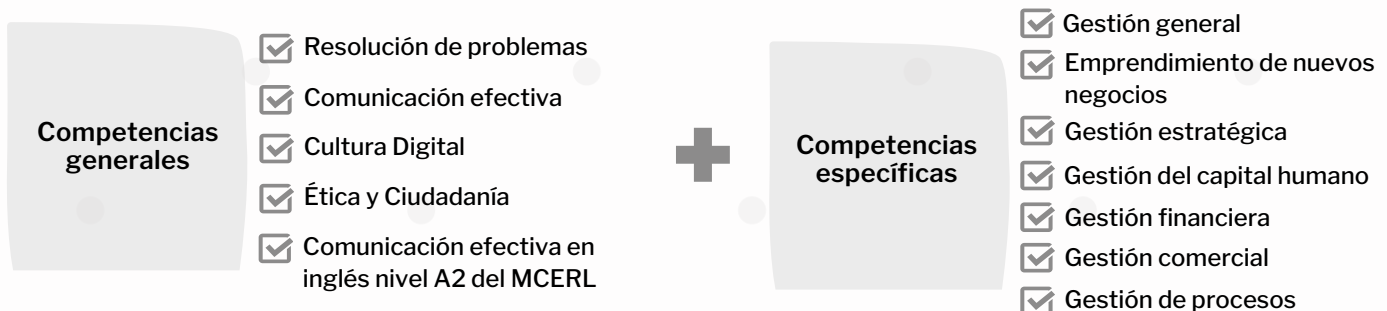 Competencias
generales
Resolución de problemas
Comunicación efectiva
Cultura Digital
Ética y Ciudadanía
Comunicación efectiva en
inglés nivel A2 del MCERL
Competencias
específicas
Gestión general
Emprendimiento de nuevos
negocios
Gestión estratégica
Gestión del capital humano
Gestión financiera
Gestión comercial
Gestión de procesos